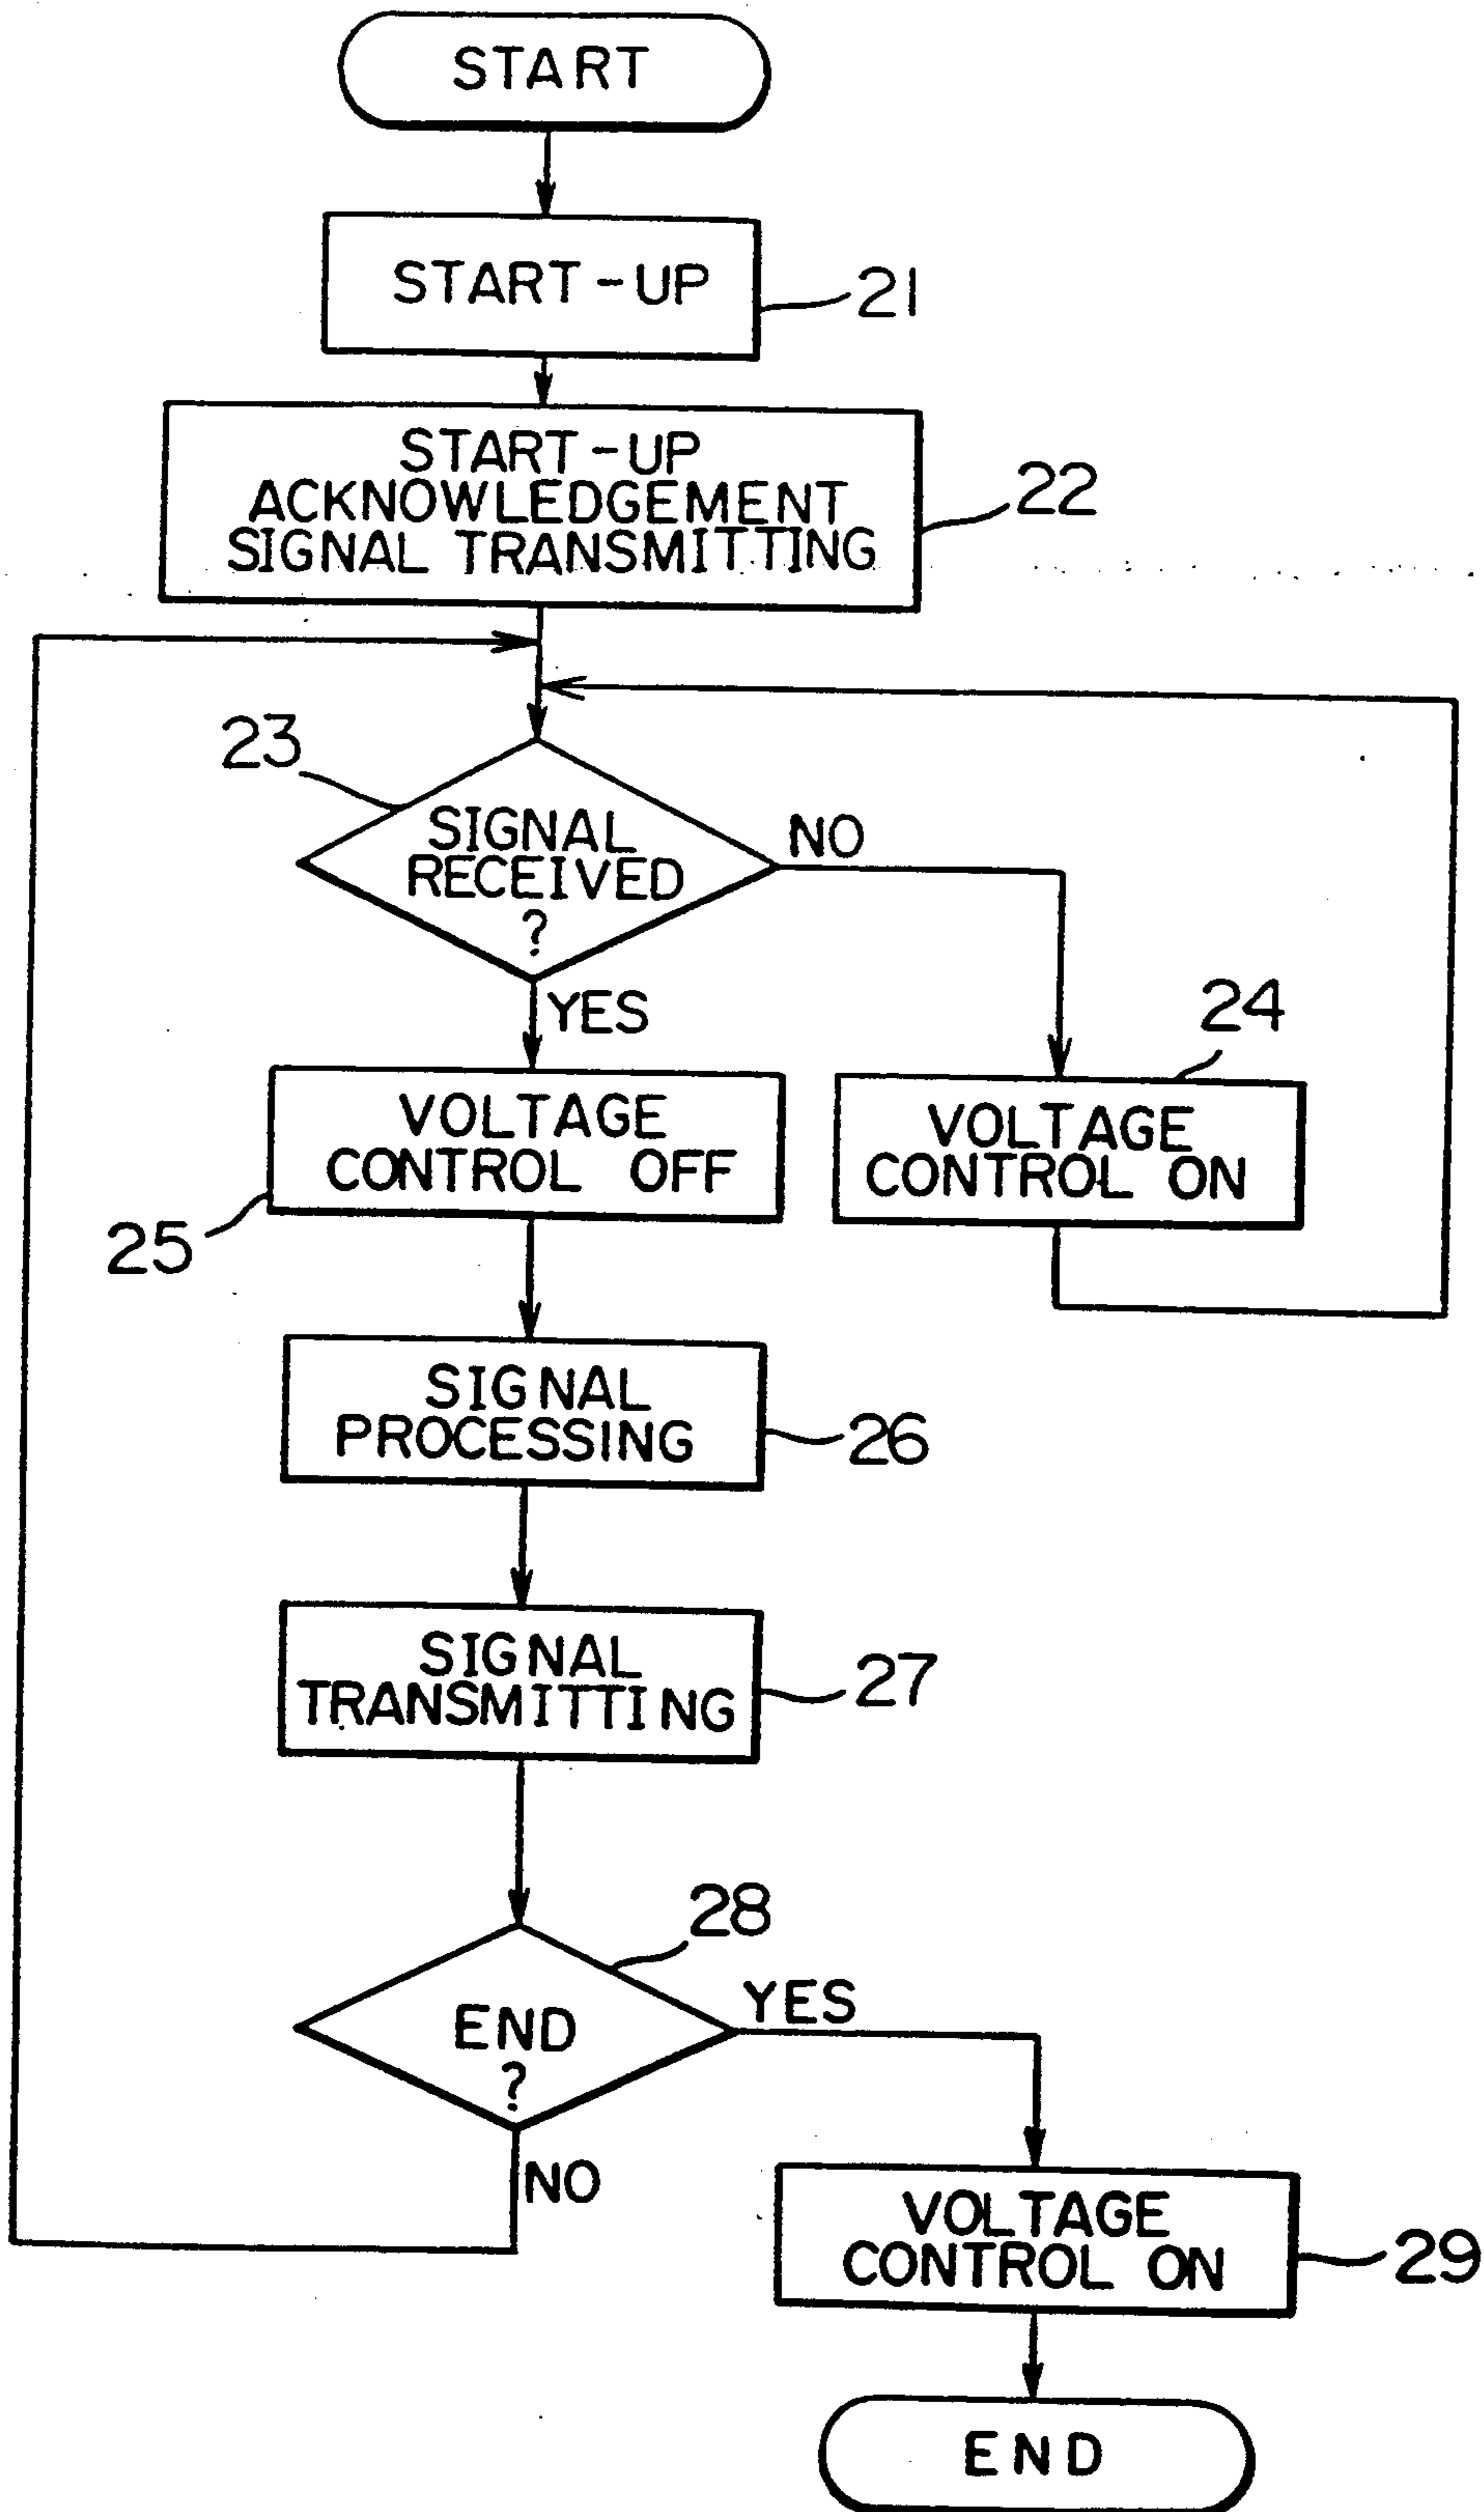 START
START-UP
21
START-UP
ACKNOWLEDGEMENT
SIGNAL TRANSMITTING
22
23
SIGNAL
RECEIVED
?
NO
YES
24
VOLTAGE
CONTROL OFF
25
VOLTAGE
CONTROL ON
SIGNAL
PROCESSING
26
SIGNAL
TRANSMITTING
27
28
END
?
YES
NO
VOLTAGE
CONTROL ON
29
END